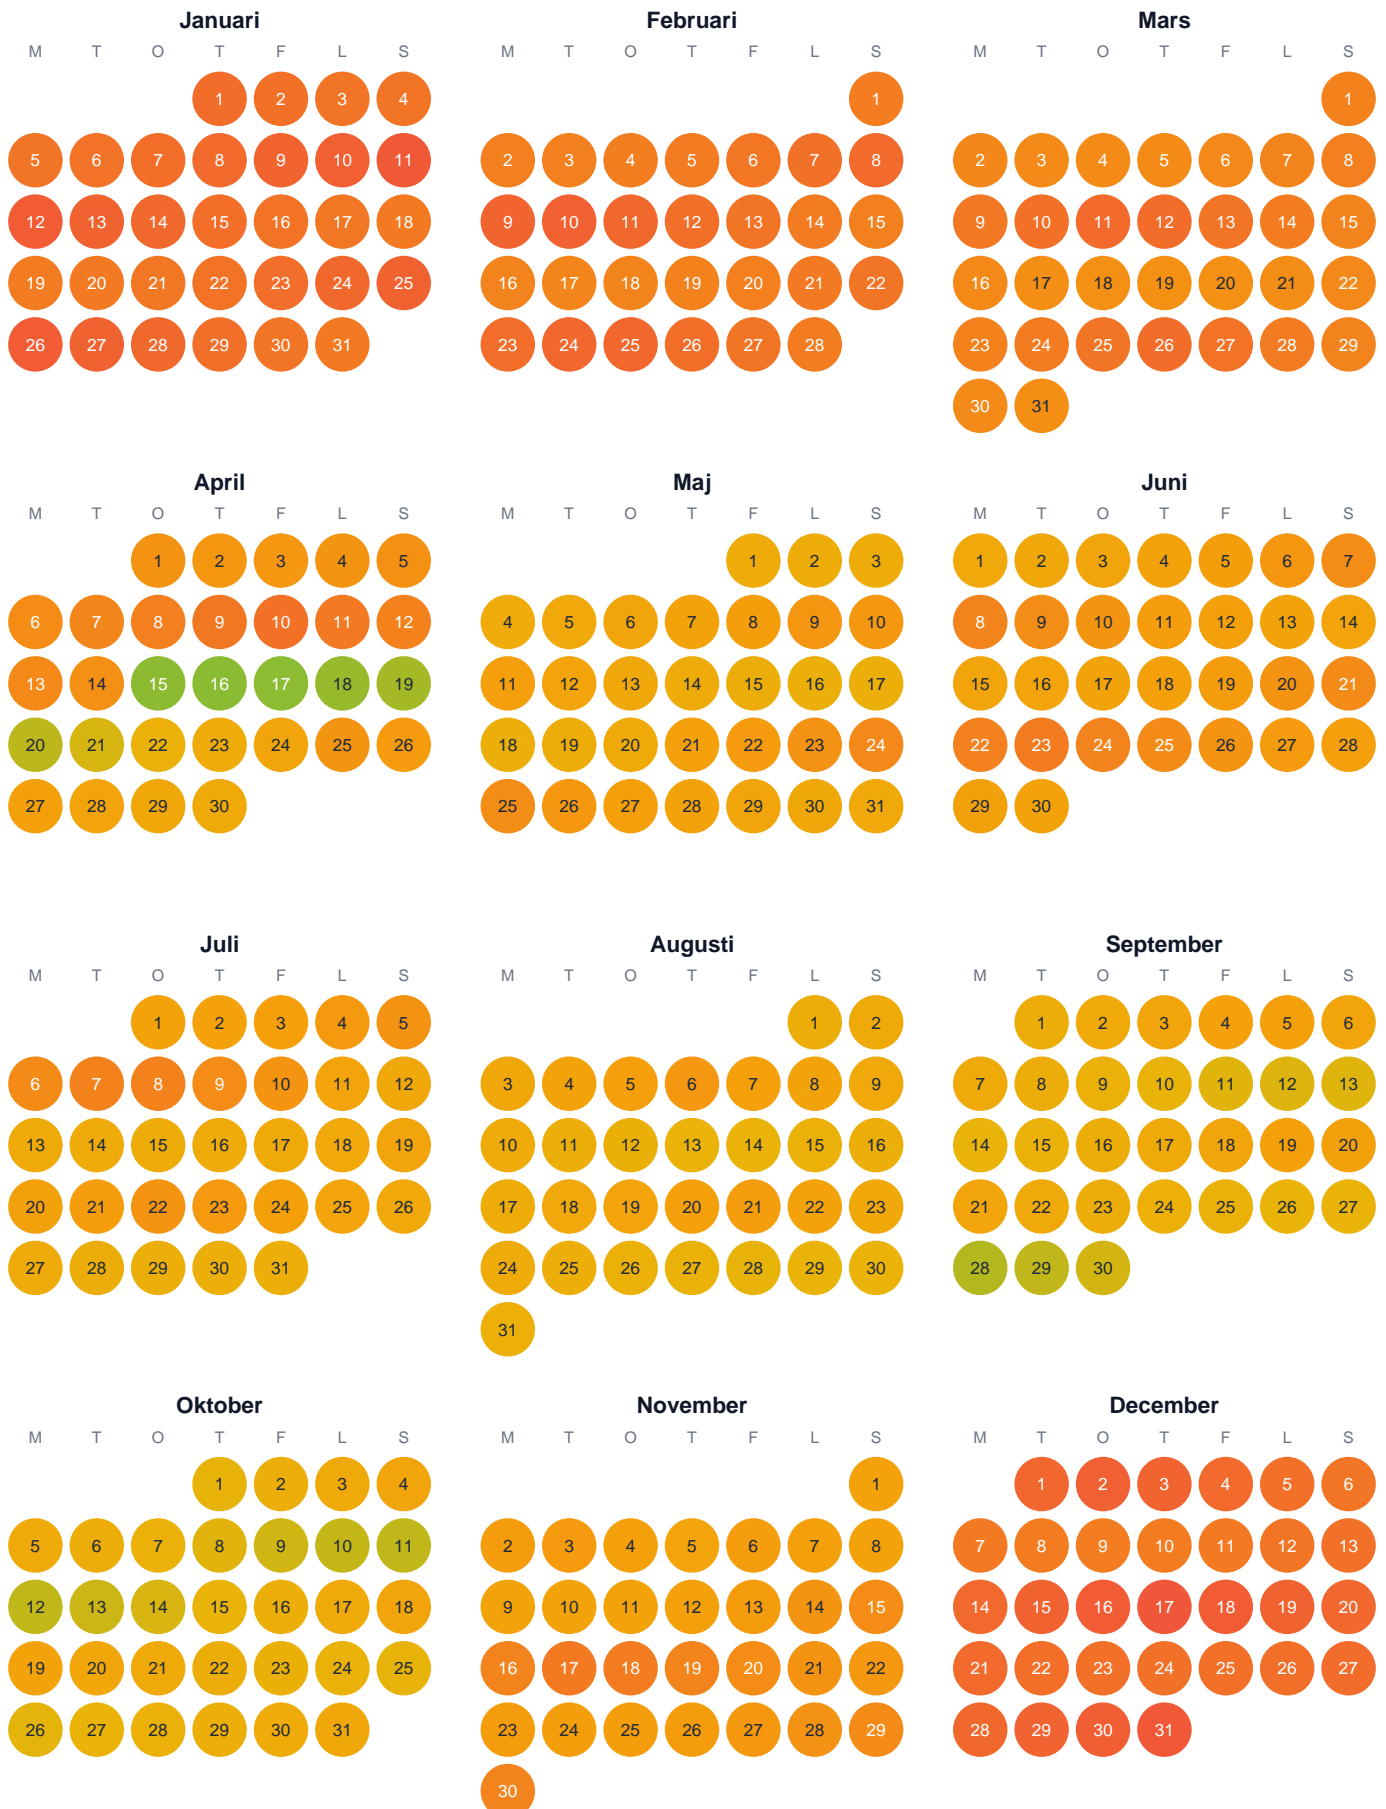 Januari Februari Mars
M T O T F L S M T O T F L S M T O T F L S
1 2 3 4 1 1
5 6 7 8 9 10 11 2 3 4 5 6 7 8 2 3 4 5 6 7 8
12 13 14 15 16 17 18 9 10 11 12 13 14 15 9 10 11 12 13 14 15
19 20 21 22 23 24 25 16 17 18 19 20 21 22 16 17 18 19 20 21 22
26 27 28 29 30 31 23 24 25 26 27 28 23 24 25 26 27 28 29
30 31
April Maj Juni
M T O T F L S M T O T F L S M T O T F L S
1 2 3 4 5 1 2 3 1 2 3 4 5 6 7
6 7 8 9 10 11 12 4 5 6 7 8 9 10 8 9 10 11 12 13 14
13 14 15 16 17 18 19 11 12 13 14 15 16 17 15 16 17 18 19 20 21
20 21 22 23 24 25 26 18 19 20 21 22 23 24 22 23 24 25 26 27 28
27 28 29 30 25 26 27 28 29 30 31 29 30
Juli Augusti September
M T O T F L S M T O T F L S M T O T F L S
1 2 3 4 5 1 2 1 2 3 4 5 6
6 7 8 9 10 11 12 3 4 5 6 7 8 9 7 8 9 10 11 12 13
13 14 15 16 17 18 19 10 11 12 13 14 15 16 14 15 16 17 18 19 20
20 21 22 23 24 25 26 17 18 19 20 21 22 23 21 22 23 24 25 26 27
27 28 29 30 31 24 25 26 27 28 29 30 28 29 30
31
Oktober November December
M T O T F L S M T O T F L S M T O T F L S
1 2 3 4 1 1 2 3 4 5 6
5 6 7 8 9 10 11 2 3 4 5 6 7 8 7 8 9 10 11 12 13
12 13 14 15 16 17 18 9 10 11 12 13 14 15 14 15 16 17 18 19 20
19 20 21 22 23 24 25 16 17 18 19 20 21 22 21 22 23 24 25 26 27
26 27 28 29 30 31 23 24 25 26 27 28 29 28 29 30 31
30